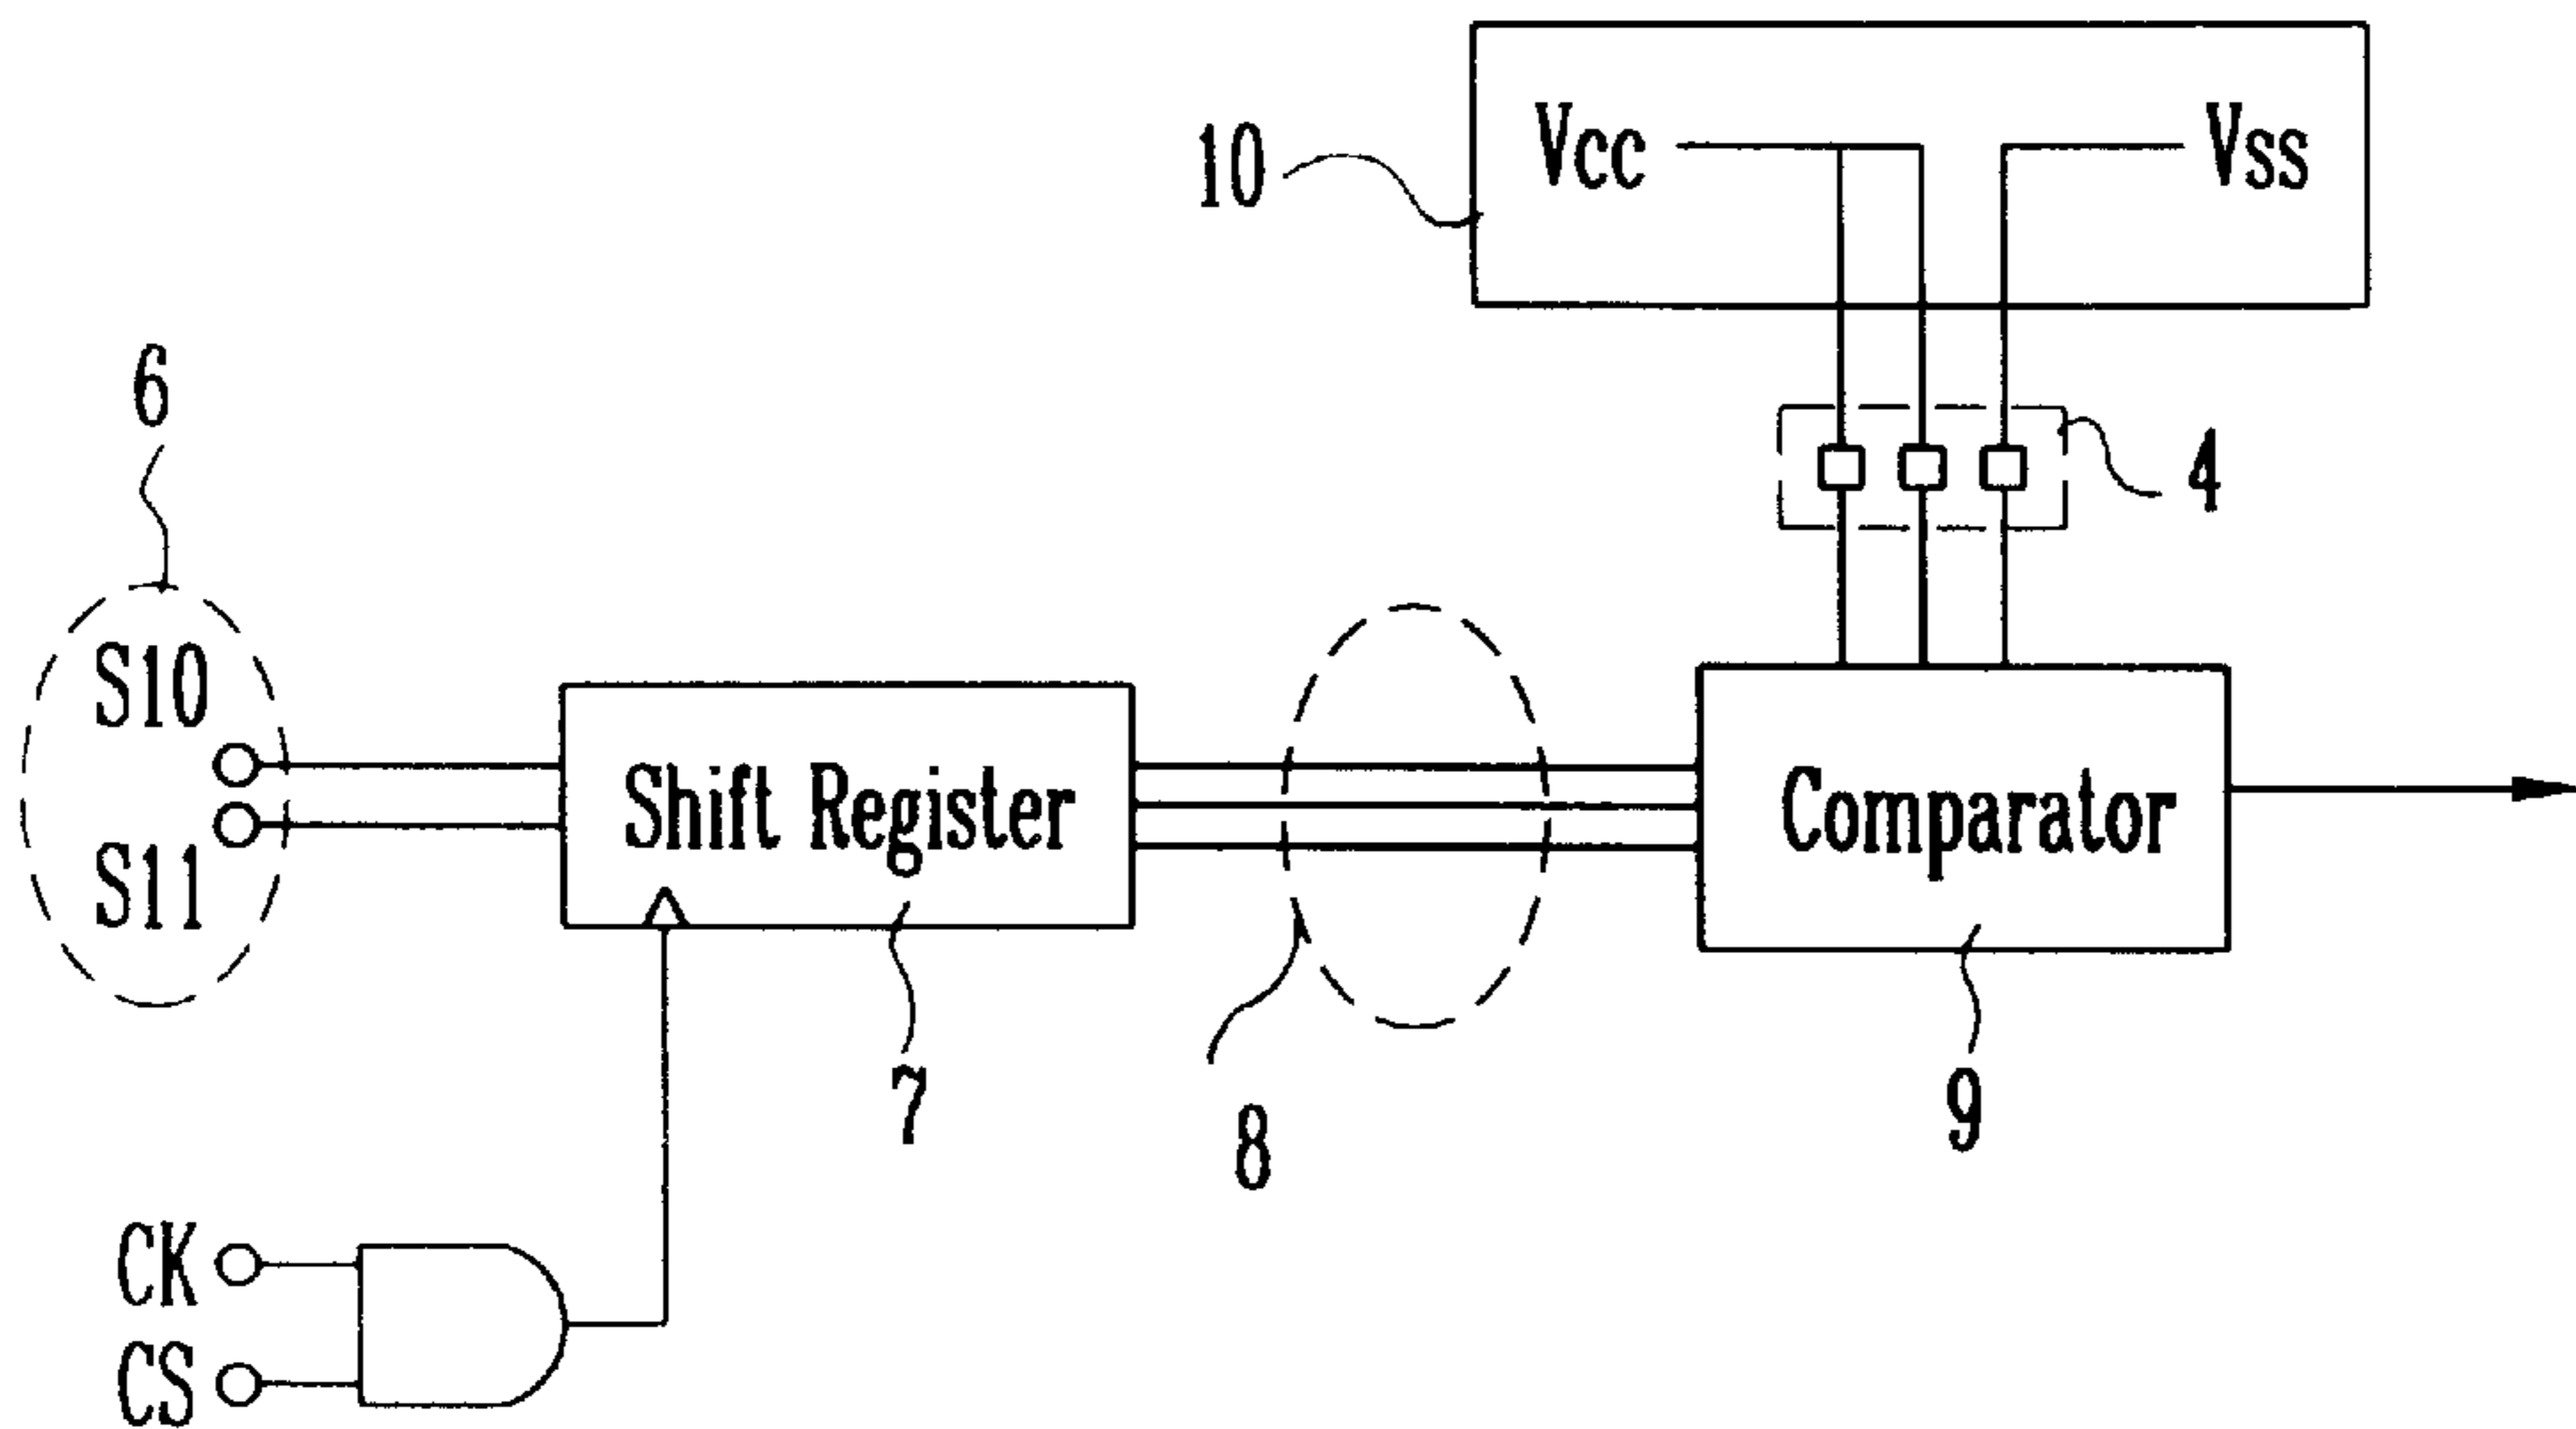 10
Vcc
Vss
6
4
S10
S11
Shift Register
Comparator
7
8
9
CK
CS